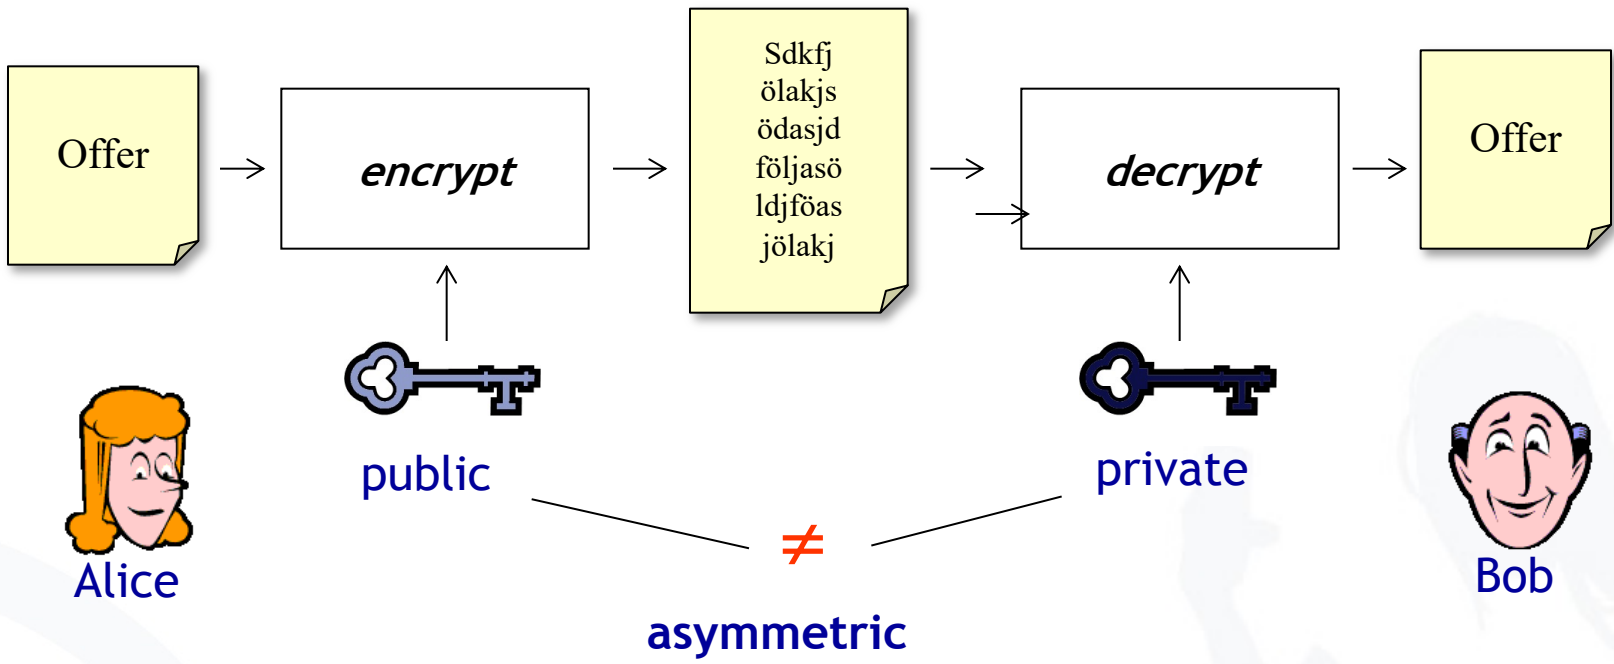 Offer
encrypt
Sdkfj
ölakjs
ödasjd
följasö
ldjföas
jölakj
decrypt
Offer
public
private
≠
Alice
Bob
asymmetric